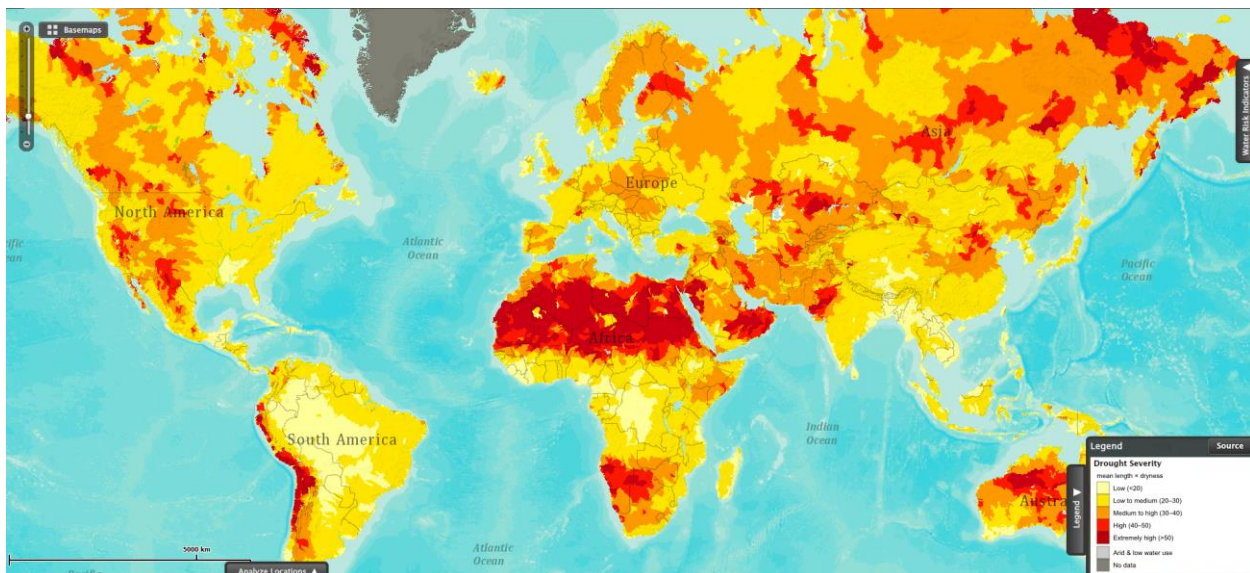 Basemaps
Water Risk Indicators
Asia
Europe
North America
Atlantic
Ocean
Pacific
Ocean
Africa
South America
Indian
Ocean
Legend
Source
Drought Severity
mean length × dryness
Low (<20)
Low to medium (20–30)
Medium to high (30–40)
High (40–50)
Extremely high (>50)
Arid & low water use
No data
Legend
Austra
5000 km
Atlantic
Ocean
Analyze Locations